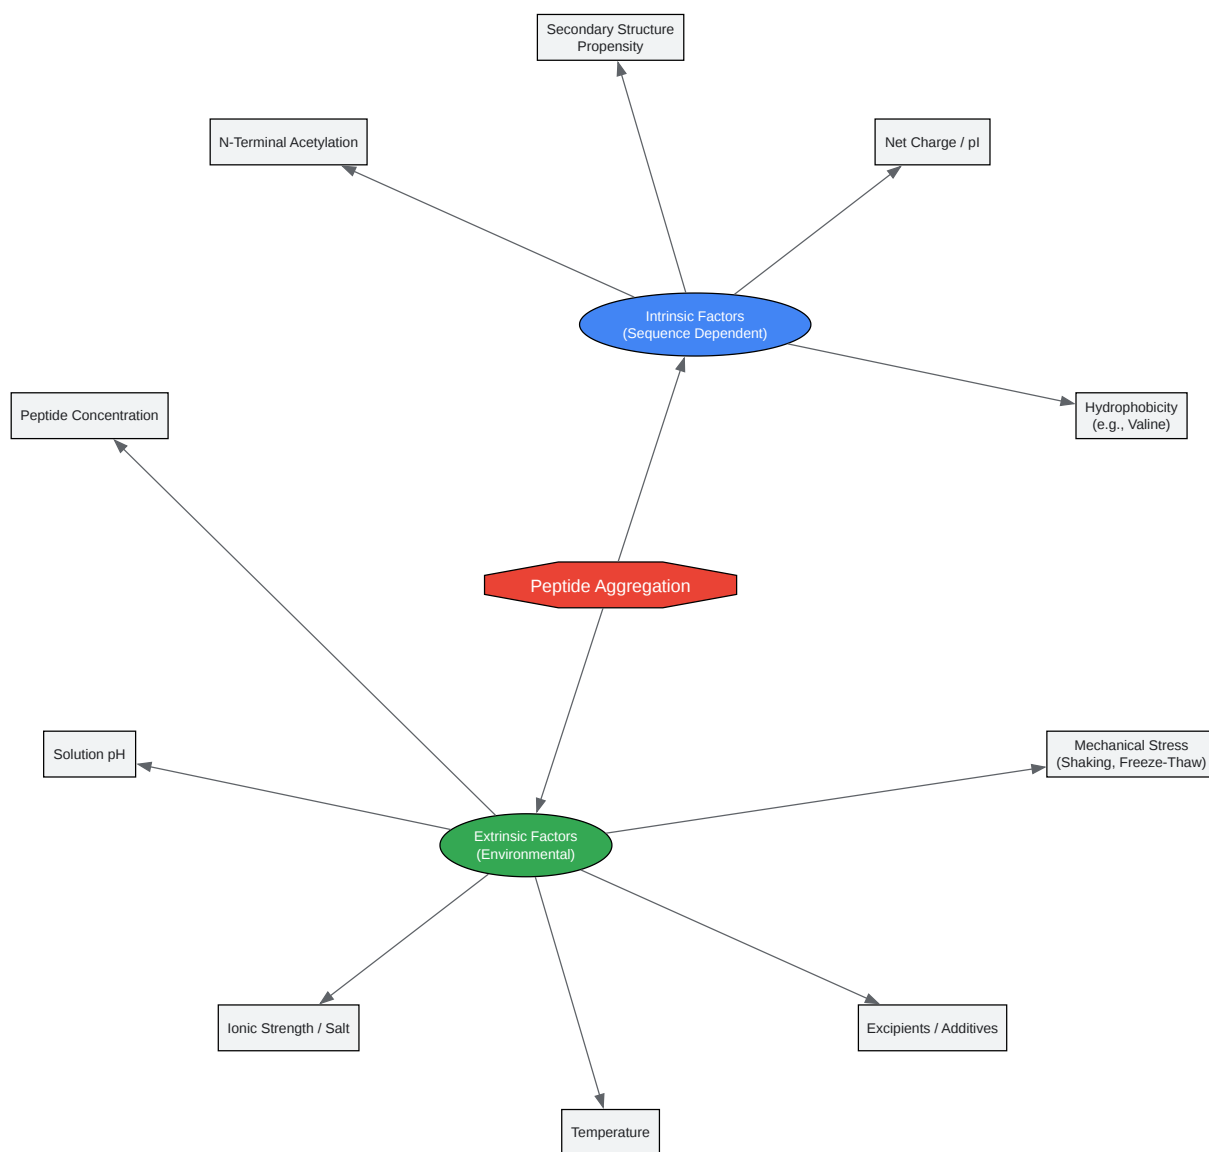 Secondary Structure
Propensity
N-Terminal Acetylation
Net Charge / pI
Intrinsic Factors
(Sequence Dependent)
Peptide Concentration
Hydrophobicity
(e.g., Valine)
Peptide Aggregation
Solution pH
Mechanical Stress
(Shaking, Freeze-Thaw)
Extrinsic Factors
(Environmental)
Ionic Strength / Salt
Excipients / Additives
Temperature